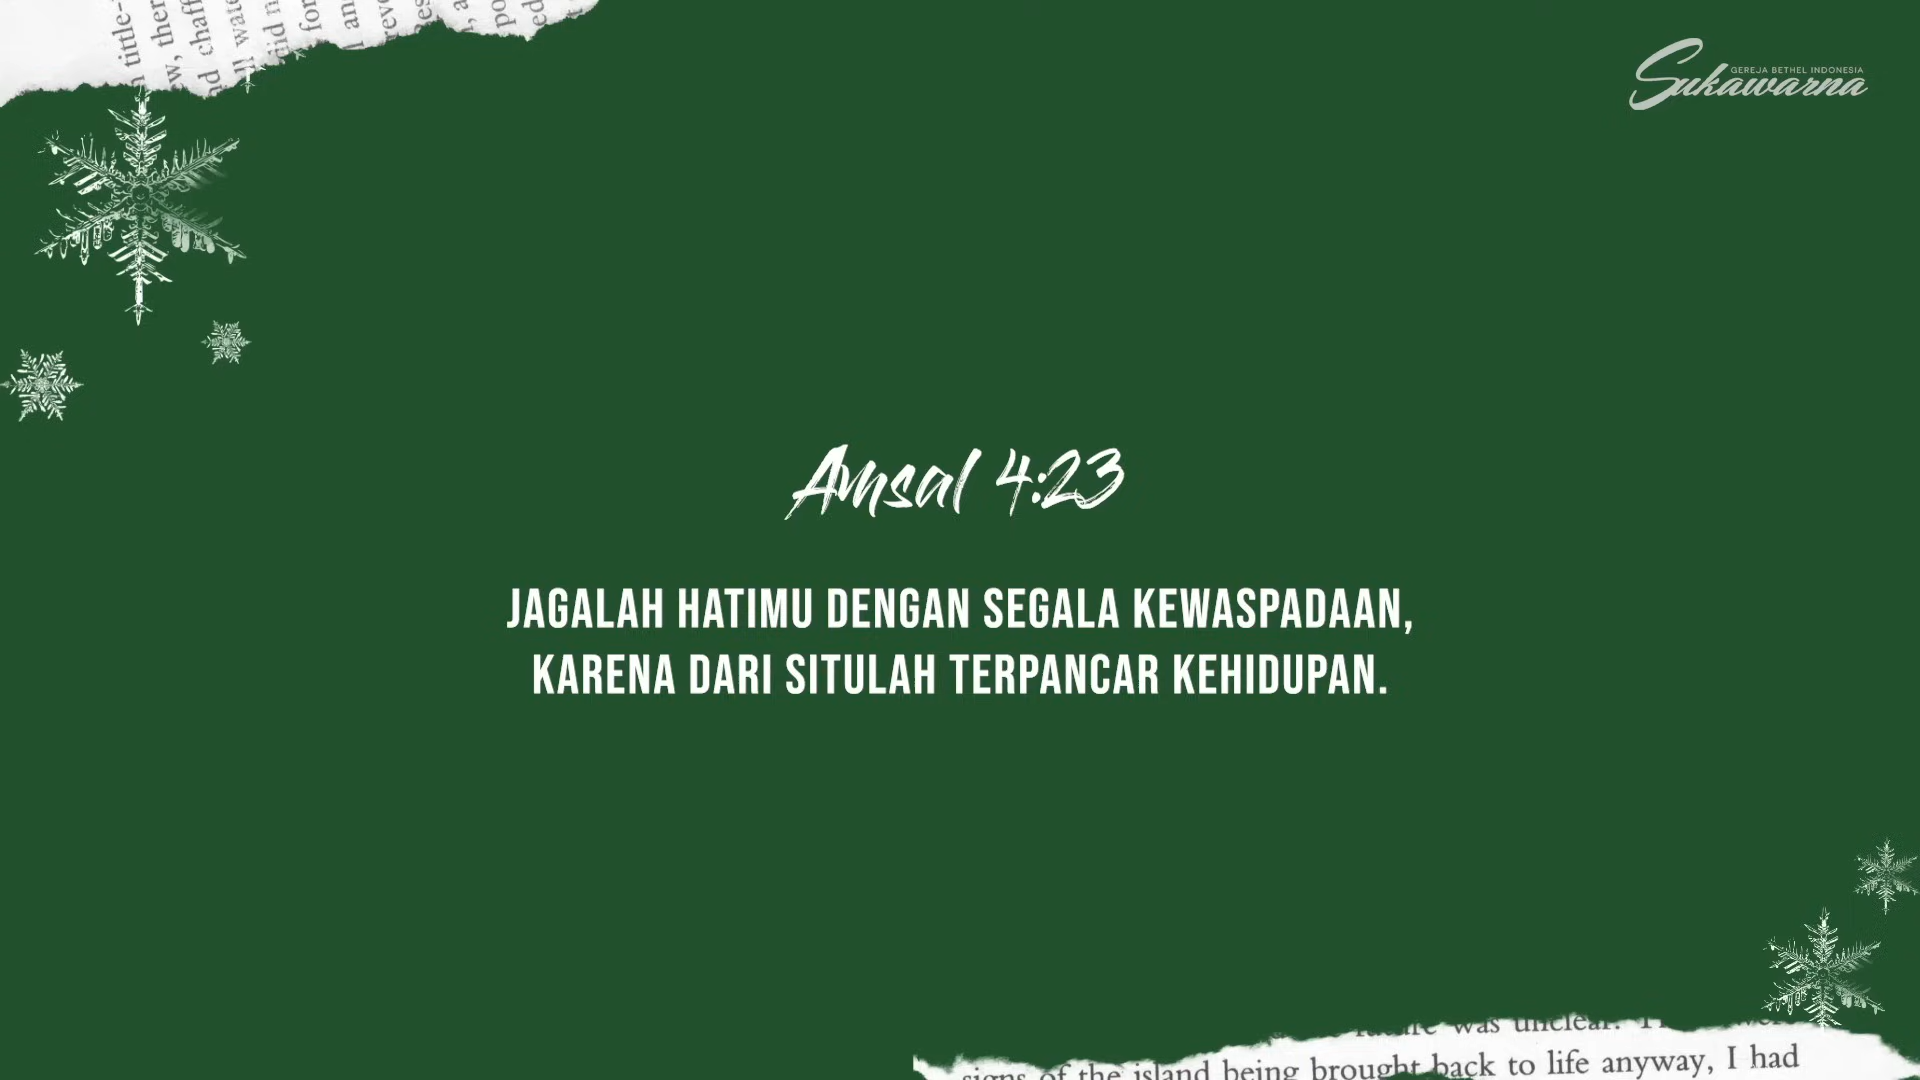 GEREJA BETHEL INDONESIA
Sukawarna
Amsal 4:23
JAGALAH HATIMU DENGAN SEGALA KEWASPADAAN,
KARENA DARI SITULAH TERPANCAR KEHIDUPAN.
was unclear.
signs of the island being brought back to life anyway, I had